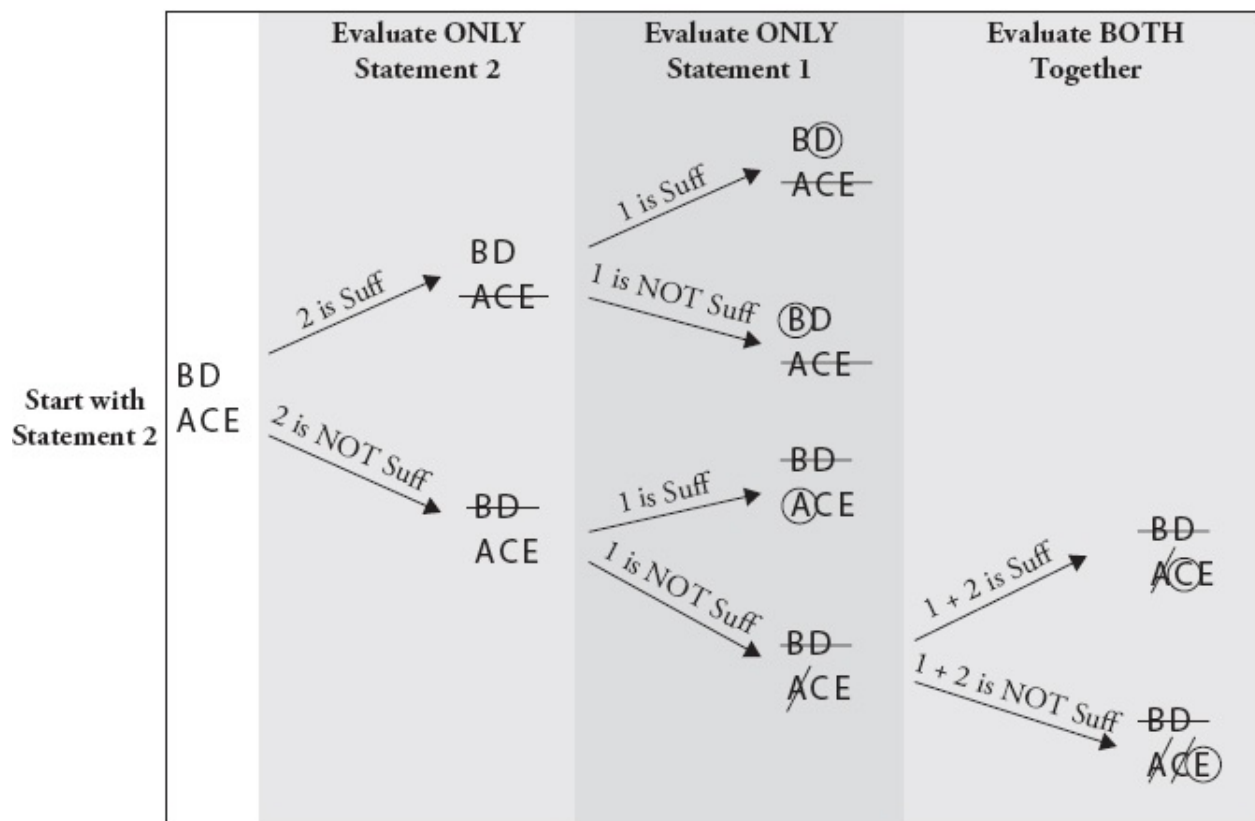 Evaluate ONLY
Statement 2
Evaluate ONLY
Statement 1
Evaluate BOTH
Together
Start with
Statement 2
BD
ACE
2 is Suff
BD
ACE
2 is NOT Suff
BD
ACE
1 is Suff
BD
ACE
1 is NOT Suff
BD
ACE
1 is Suff
BD
ACE
1 is NOT Suff
BD
ACE
1 + 2 is Suff
BD
ACE
1 + 2 is NOT Suff
BD
ACE